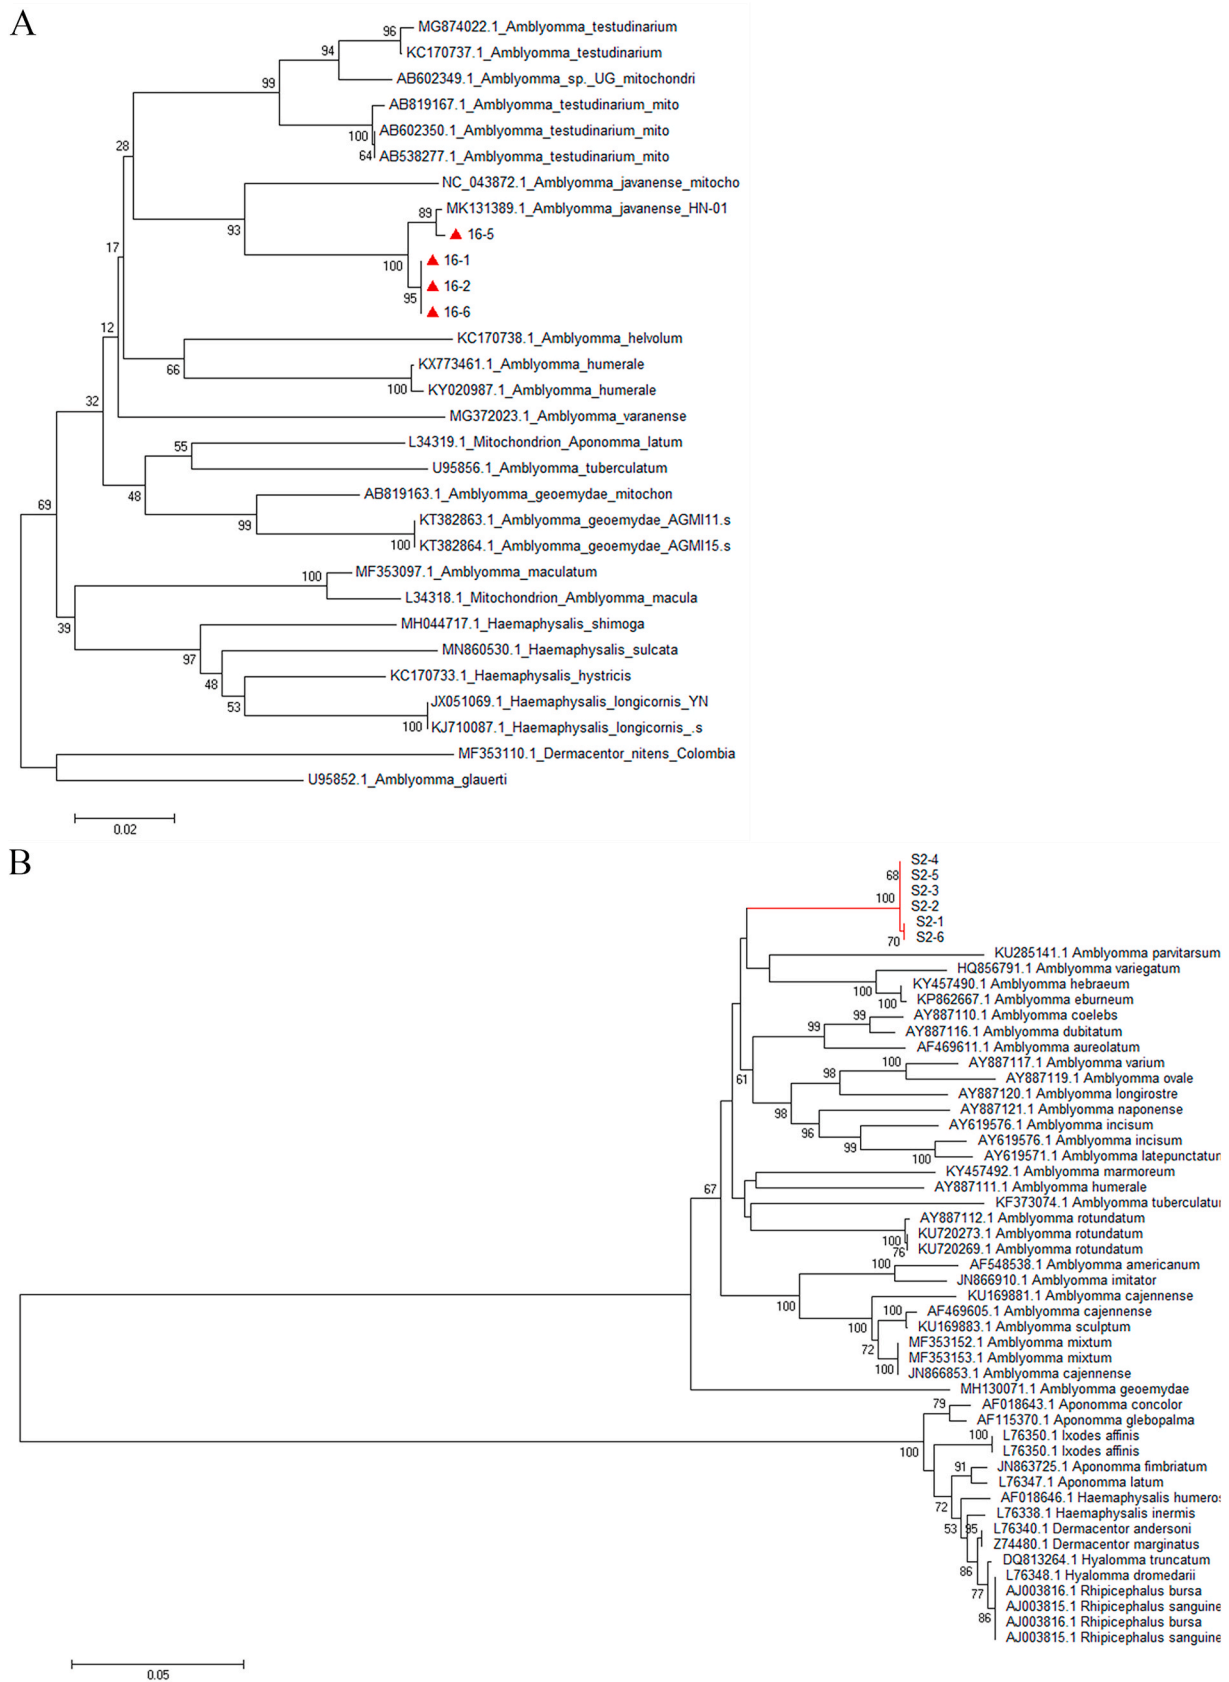 A
MG874022.1_Amblyomma_testudinarium
96
KC170737.1_Amblyomma_testudinarium
94
AB602349.1_Amblyomma_sp._UG_mitochondri
99
AB819167.1_Amblyomma_testudinarium_mito
AB602350.1_Amblyomma_testudinarium_mito
100
AB538277.1_Amblyomma_testudinarium_mito
64
28
NC_043872.1_Amblyomma_javanense_mitocho
MK131389.1_Amblyomma_javanense_HN-01
89
93
16-5
17
16-1
100
16-2
95
16-6
12
KC170738.1_Amblyomma_helvolum
KX773461.1_Amblyomma_humerale
66
KY020987.1_Amblyomma_humerale
100
32
MG372023.1_Amblyomma_varanense
L34319.1_Mitochondrion_Aponomma_latum
55
U95856.1_Amblyomma_tuberculatum
48
AB819163.1_Amblyomma_geoemydae_mitochon
69
KT382863.1_Amblyomma_geoemydae_AGMI11.s
99
KT382864.1_Amblyomma_geoemydae_AGMI15.s
100
MF353097.1_Amblyomma_maculatum
100
L34318.1_Mitochondrion_Amblyomma_macula
39
MH044717.1_Haemaphysalis_shimoga
97
MN860530.1_Haemaphysalis_sulcata
48
KC170733.1_Haemaphysalis_hystricis
53
JX051069.1_Haemaphysalis_longicornis_YN
100
KJ710087.1_Haemaphysalis_longicornis_.s
MF353110.1_Dermacentor_nitens_Colombia
U95852.1_Amblyomma_glauerti
0.02
B
S2-4
68
S2-5
S2-3
100
S2-2
S2-1
70
S2-6
KU285141.1 Amblyomma parvitarsum
HQ856791.1 Amblyomma variegatum
KY457490.1 Amblyomma hebraeum
100
KP862667.1 Amblyomma eburneum
100
AY887110.1 Amblyomma coelebs
99
AY887116.1 Amblyomma dubitatum
99
AF469611.1 Amblyomma aureolatum
AY887117.1 Amblyomma varium
100
AY887119.1 Amblyomma ovale
98
61
AY887120.1 Amblyomma longirostre
AY887121.1 Amblyomma naponense
98
AY619576.1 Amblyomma incisum
96
AY619576.1 Amblyomma incisum
99
AY619571.1 Amblyomma latepunctatun
100
KY457492.1 Amblyomma marmoreum
AY887111.1 Amblyomma humerale
67
KF373074.1 Amblyomma tuberculatu
AY887112.1 Amblyomma rotundatum
KU720273.1 Amblyomma rotundatum
100
KU720269.1 Amblyomma rotundatum
76
AF548538.1 Amblyomma americanum
100
JN866910.1 Amblyomma imitator
KU169881.1 Amblyomma cajennense
100
AF469605.1 Amblyomma cajennense
100
KU169883.1 Amblyomma sculptum
100
MF353152.1 Amblyomma mixtum
72
MF353153.1 Amblyomma mixtum
100
JN866853.1 Amblyomma cajennense
MH130071.1 Amblyomma geoemydae
AF018643.1 Aponomma concolor
79
AF115370.1 Aponomma glebopalma
L76350.1 Ixodes affinis
100
L76350.1 Ixodes affinis
100
JN863725.1 Aponomma fimbriatum
91
L76347.1 Aponomma latum
AF018646.1 Haemaphysalis humeros
72
L76338.1 Haemaphysalis inermis
L76340.1 Dermacentor andersoni
53
95
Z74480.1 Dermacentor marginatus
DQ813264.1 Hyalomma truncatum
86
L76348.1 Hyalomma dromedarii
AJ003816.1 Rhipicephalus bursa
77
AJ003815.1 Rhipicephalus sanguine
AJ003816.1 Rhipicephalus bursa
86
AJ003815.1 Rhipicephalus sanguine
0.05